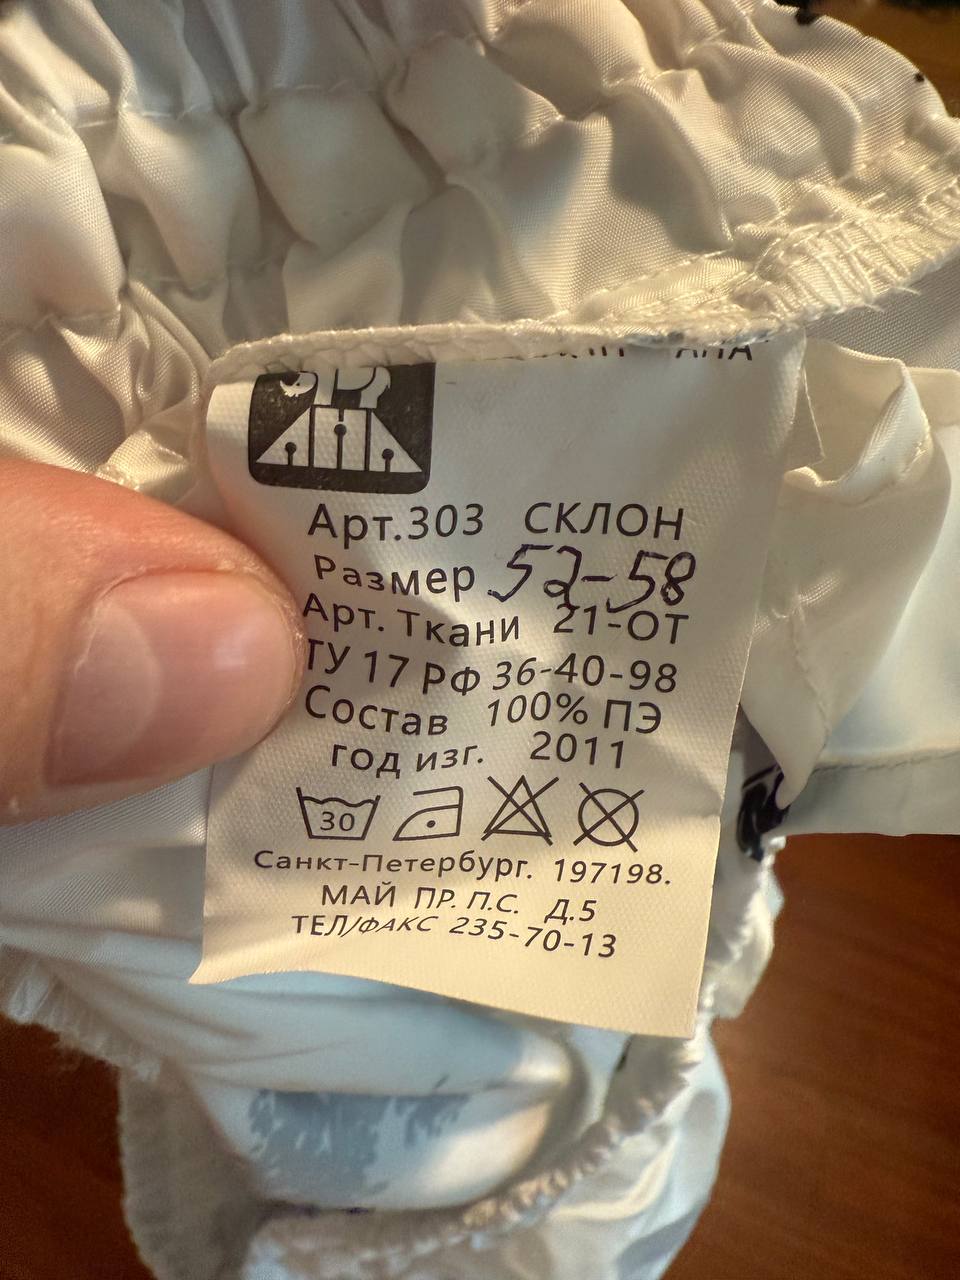 Арт.303 СКЛОН
Размер 52-58
Арт. Ткани 21-ОТ
ТУ 17 РФ 36-40-98
Состав 100% ПЭ
год изг. 2011
30
Санкт-Петербург. 197198.
МАЙ ПР. П.С. Д.5
ТЕЛ/ФАКС 235-70-13